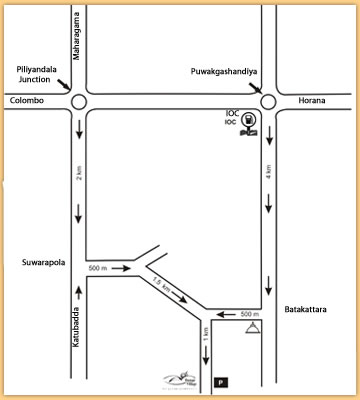 Maharagama
Piliyandala
Junction
Puwakgashandiya
Colombo
Horana
IOC
IOC
2 km
4 km
Suwarapola
500 m
1.5 km
Katubadda
500 m
Batakattara
1 km
P